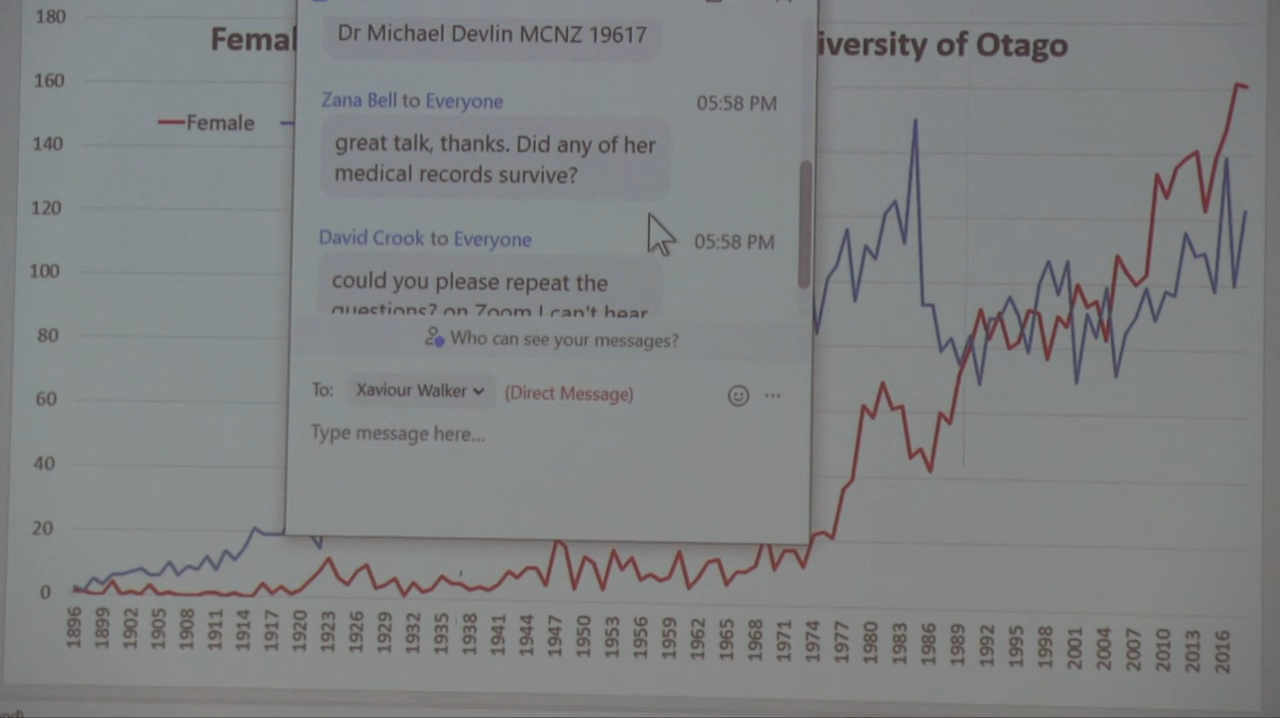 180
Femal
iversity of Otago
160
Female
140
120
100
80
60
40
20
0
Dr Michael Devlin MCNZ 19617
Zana Bell to Everyone 05:58 PM
great talk, thanks. Did any of her
medical records survive?
David Crook to Everyone 05:58 PM
could you please repeat the
questions? on Zoom I can't hear
Who can see your messages?
To: Xaviour Walker (Direct Message)
Type message here...
1896 1899 1902 1905 1908 1911 1914 1917 1920 1923 1926 1929 1932 1935 1938 1941 1944 1947 1950 1953 1956 1959 1962 1965 1968 1971 1974 1977 1980 1983 1986 1989 1992 1995 1998 2001 2004 2007 2010 2013 2016